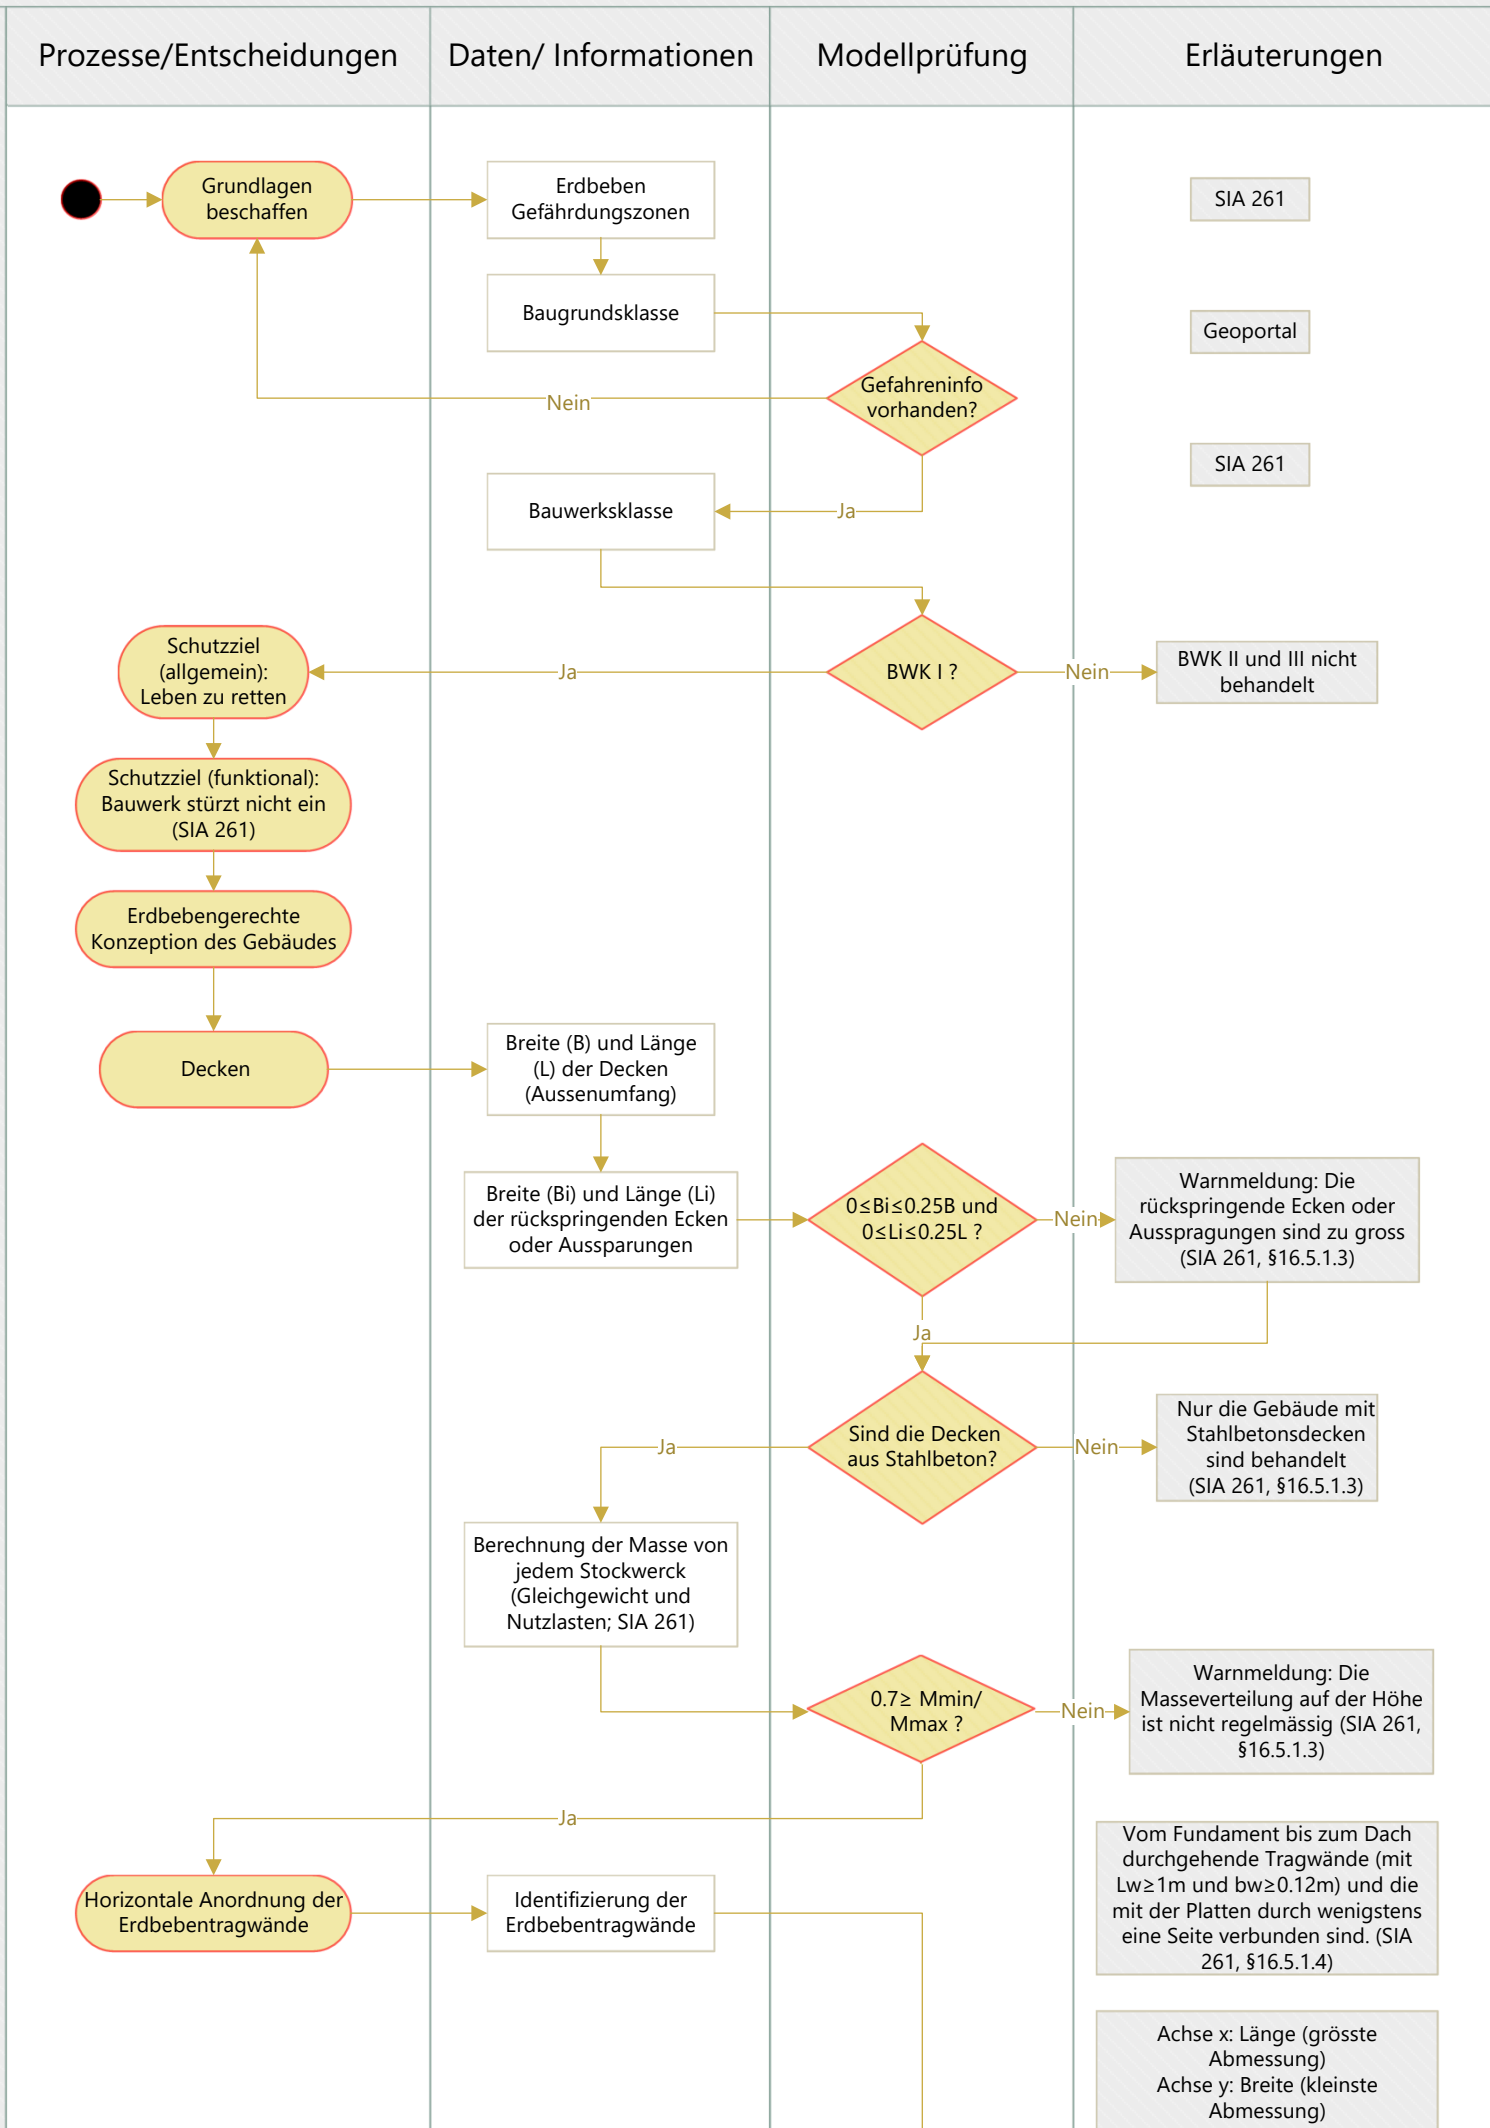 Prozesse/Entscheidungen
Daten/ Informationen
Modellprüfung
Erläuterungen
Grundlagen
beschaffen
Erdbeben
Gefährdungszonen
SIA 261
Baugrundsklasse
Geoportal
Gefahreninfo
vorhanden?
Nein
SIA 261
Bauwerksklasse
Ja
Schutzziel
(allgemein):
Leben zu retten
Ja
BWK I ?
Nein
BWK II und III nicht
behandelt
Schutzziel (funktional):
Bauwerk stürzt nicht ein
(SIA 261)
Erdbebengerechte
Konzeption des Gebäudes
Decken
Breite (B) und Länge
(L) der Decken
(Aussenumfang)
Breite (Bi) und Länge (Li)
der rückspringenden Ecken
oder Aussparungen
0≤Bi≤0.25B und
0≤Li≤0.25L ?
Nein
Warnmeldung: Die
rückspringende Ecken oder
Ausspragungen sind zu gross
(SIA 261, §16.5.1.3)
Ja
Sind die Decken
aus Stahlbeton?
Ja
Nein
Nur die Gebäude mit
Stahlbetonsdecken
sind behandelt
(SIA 261, §16.5.1.3)
Berechnung der Masse von
jedem Stockwerck
(Gleichgewicht und
Nutzlasten; SIA 261)
0.7≥ Mmin/
Mmax ?
Nein
Warnmeldung: Die
Masseverteilung auf der Höhe
ist nicht regelmässig (SIA 261,
§16.5.1.3)
Ja
Horizontale Anordnung der
Erdbebentragwände
Identifizierung der
Erdbebentragwände
Vom Fundament bis zum Dach
durchgehende Tragwände (mit
Lw≥1m und bw≥0.12m) und die
mit der Platten durch wenigstens
eine Seite verbunden sind. (SIA
261, §16.5.1.4)
Achse x: Länge (grösste
Abmessung)
Achse y: Breite (kleinste
Abmessung)